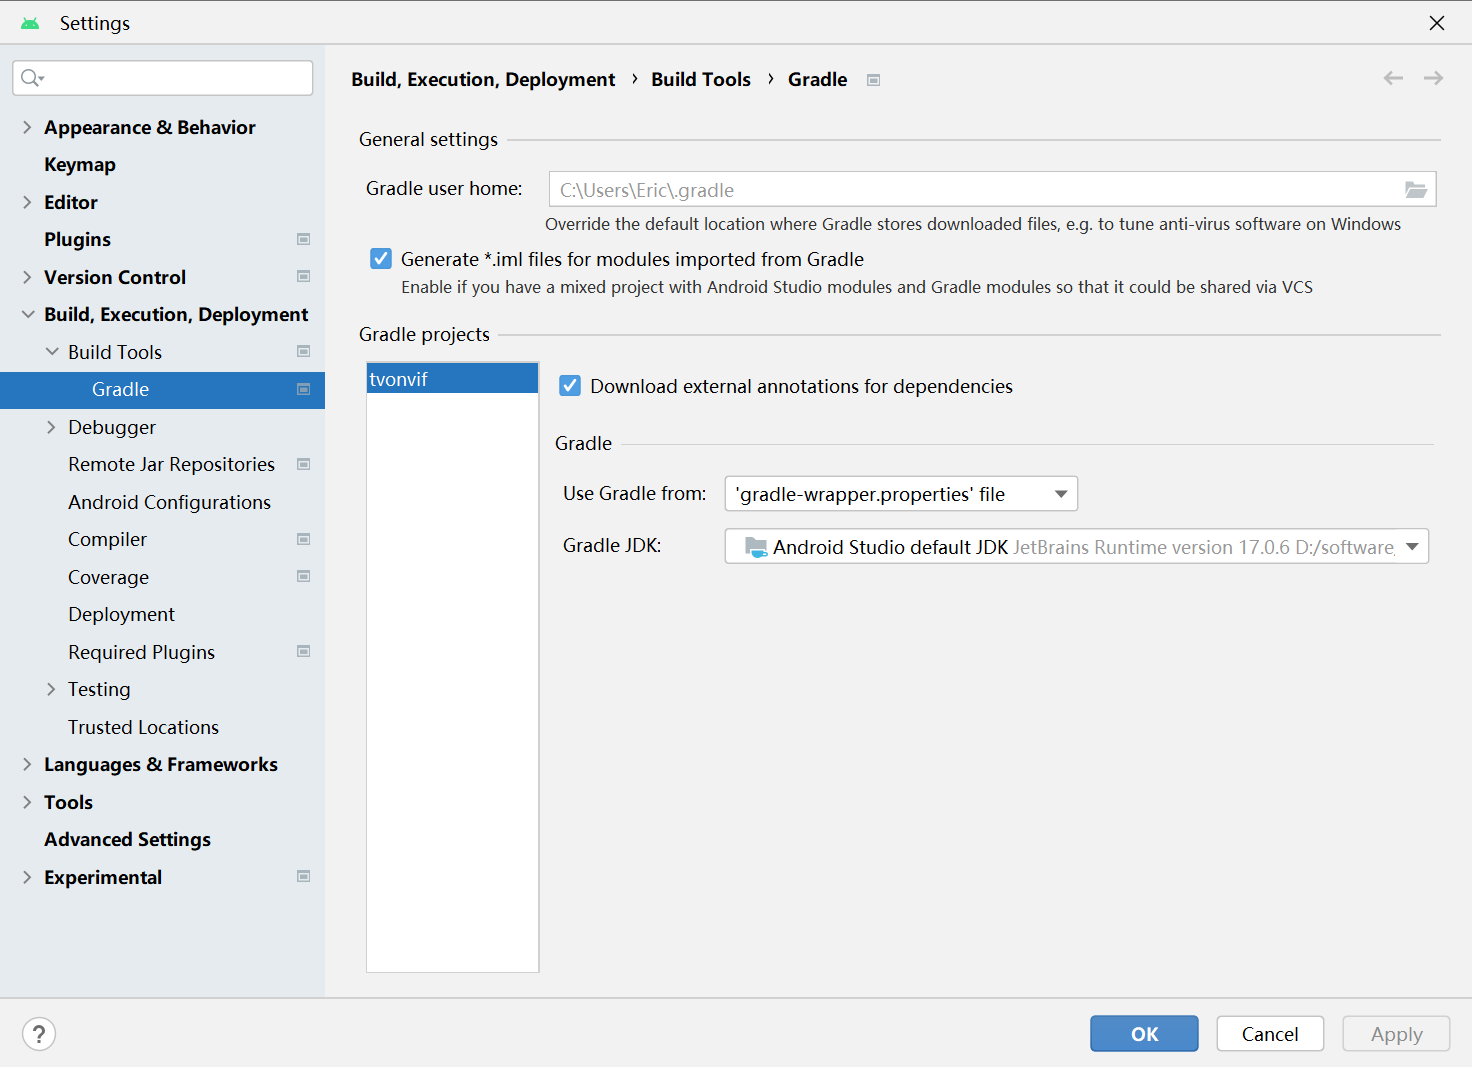 Settings
Build, Execution, Deployment › Build Tools › Gradle
Appearance & Behavior
Keymap
Editor
Plugins
Version Control
Build, Execution, Deployment
Build Tools
Gradle
Debugger
Remote Jar Repositories
Android Configurations
Compiler
Coverage
Deployment
Required Plugins
Testing
Trusted Locations
Languages & Frameworks
Tools
Advanced Settings
Experimental
General settings
Gradle user home: C:\Users\Eric\.gradle
Override the default location where Gradle stores downloaded files, e.g. to tune anti-virus software on Windows
Generate *.iml files for modules imported from Gradle
Enable if you have a mixed project with Android Studio modules and Gradle modules so that it could be shared via VCS
Gradle projects
tvonvif
Download external annotations for dependencies
Gradle
Use Gradle from: 'gradle-wrapper.properties' file
Gradle JDK: Android Studio default JDK JetBrains Runtime version 17.0.6 D:/software
? OK Cancel Apply